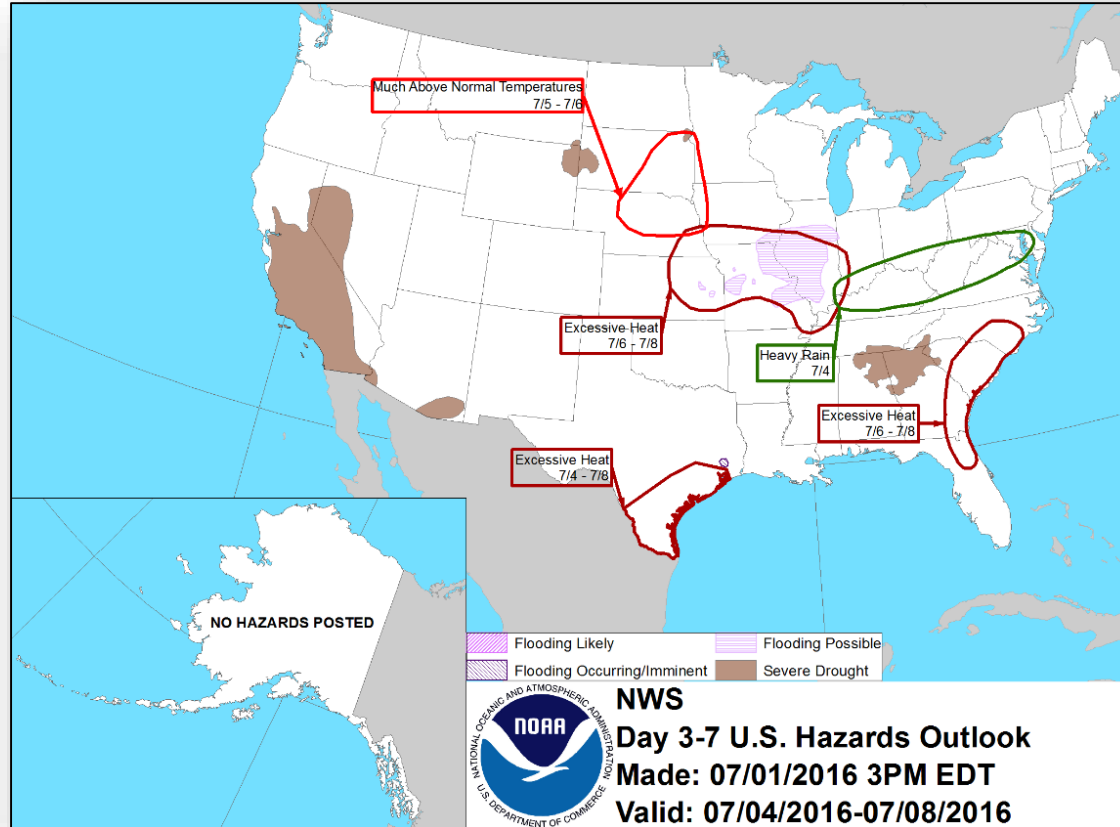 Much Above Normal Temperatures
7/5 - 7/6
Excessive Heat
7/6 - 7/8
Heavy Rain
7/4
Excessive Heat
7/6 - 7/8
Excessive Heat
7/4 - 7/8
NO HAZARDS POSTED
Flooding Likely
Flooding Possible
Flooding Occurring/Imminent
Severe Drought
NATIONAL OCEANIC AND ATMOSPHERIC ADMINISTRATION
NOAA
U.S. DEPARTMENT OF COMMERCE
NWS
Day 3-7 U.S. Hazards Outlook
Made: 07/01/2016 3PM EDT
Valid: 07/04/2016-07/08/2016